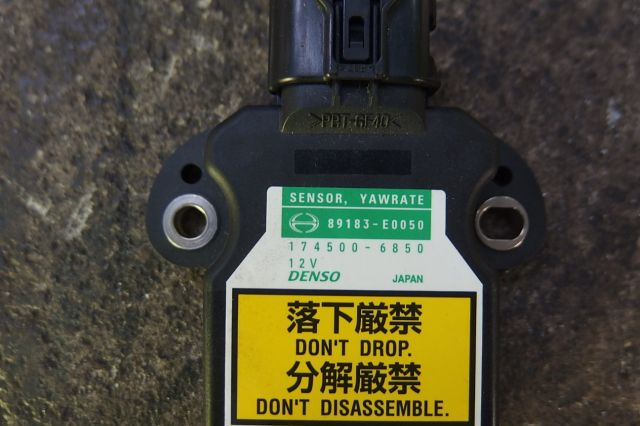 >PBT-GF40<
SENSOR, YAWRATE
89183-E0050
174500-6850
12V
DENSO JAPAN
落下厳禁
DON'T DROP.
分解厳禁
DON'T DISASSEMBLE.